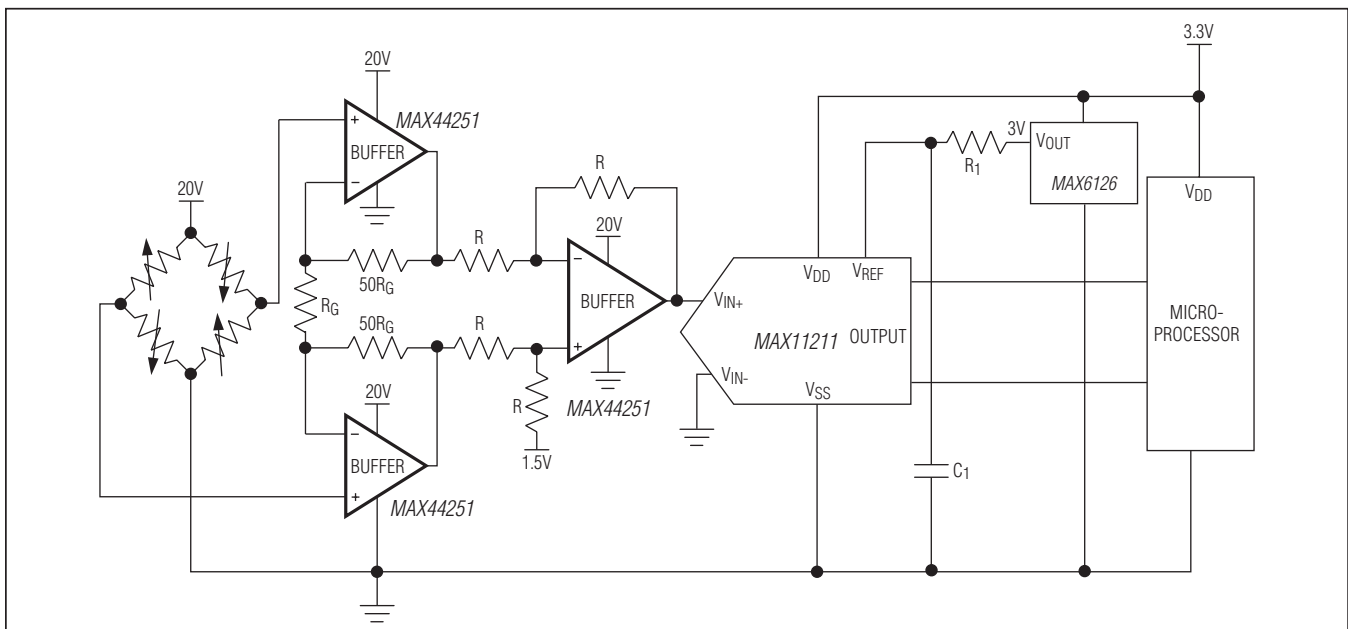 20V
MAX44251
+
BUFFER
−
20V
50RG
RG
50RG
20V
−
BUFFER
+
MAX44251
R
R
20V
−
BUFFER
+
R
R
1.5V
MAX44251
VIN+
VIN-
VDD
VREF
MAX11211
OUTPUT
VSS
R1
C1
3V
VOUT
MAX6126
3.3V
VDD
MICRO-
PROCESSOR